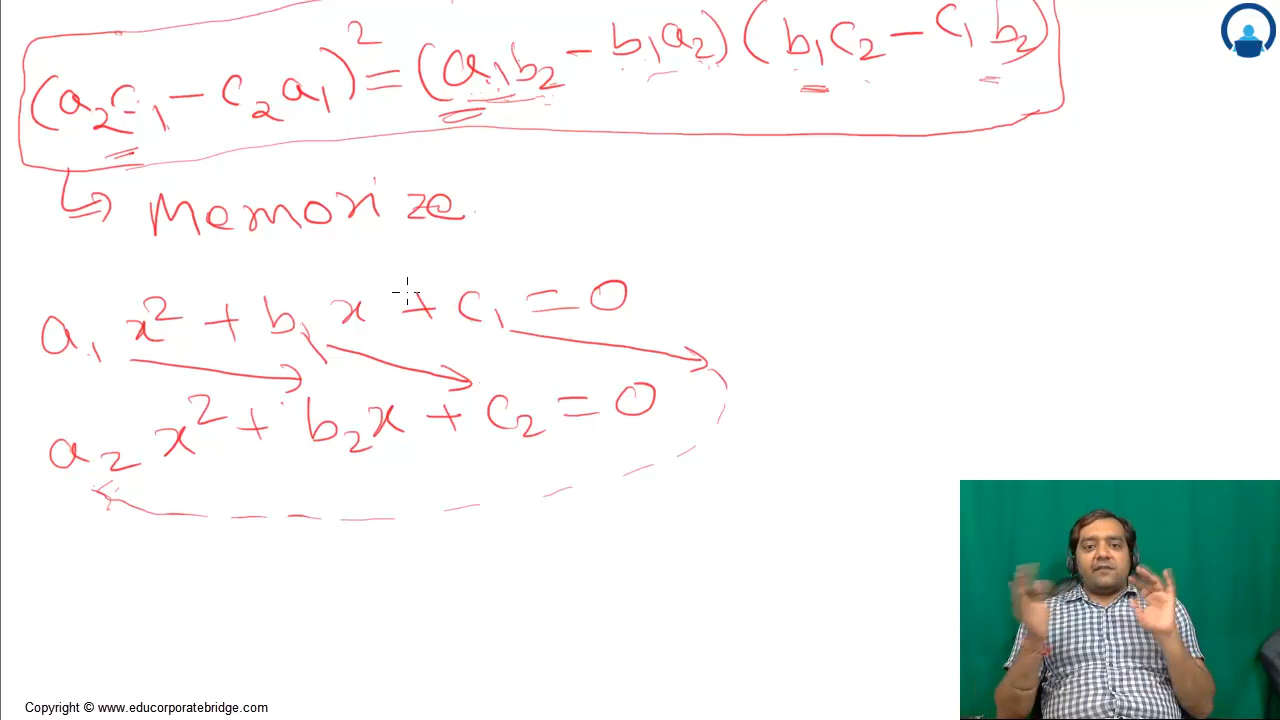 (a₂c₁ − c₂a₁)² = (a₁b₂ − b₁a₂) (b₁c₂ − c₁b₂)
↳ Memorize
a₁x² + b₁x + c₁ = 0
a₂x² + b₂x + c₂ = 0
Copyright © www.educorporatebridge.com